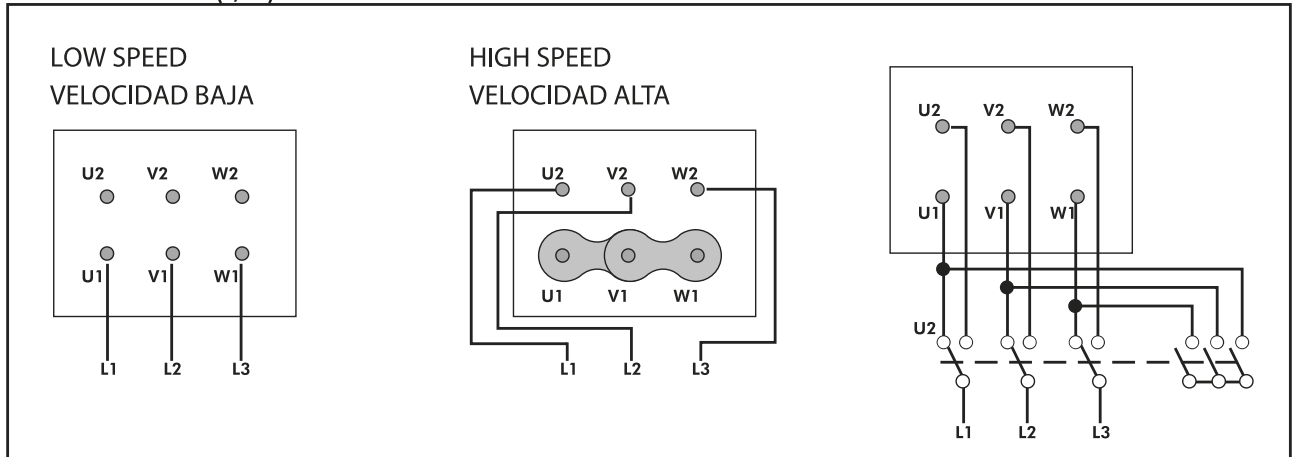 LOW SPEED
VELOCIDAD BAJA
U2 V2 W2
U1 V1 W1
L1 L2 L3
HIGH SPEED
VELOCIDAD ALTA
U2 V2 W2
U1 V1 W1
L1 L2 L3
U2 V2 W2
U1 V1 W1
U2
L1 L2 L3